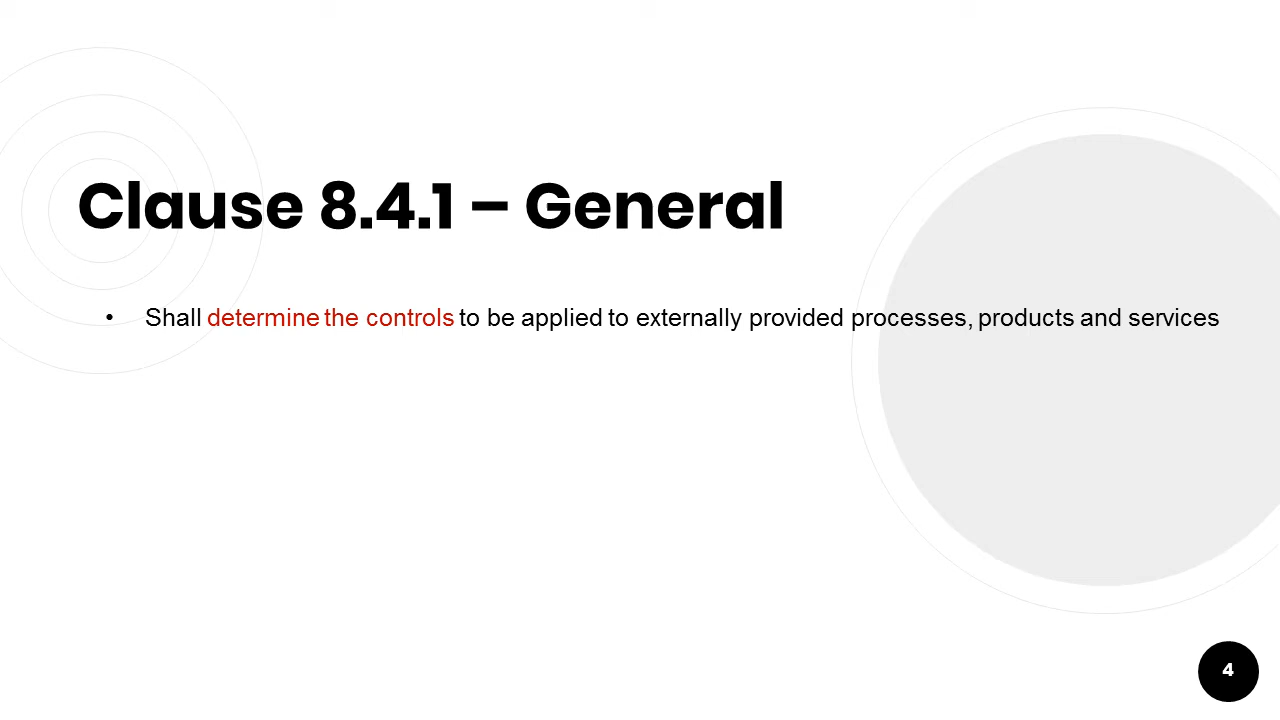 Clause 8.4.1 – General
• Shall determine the controls to be applied to externally provided processes, products and services
4